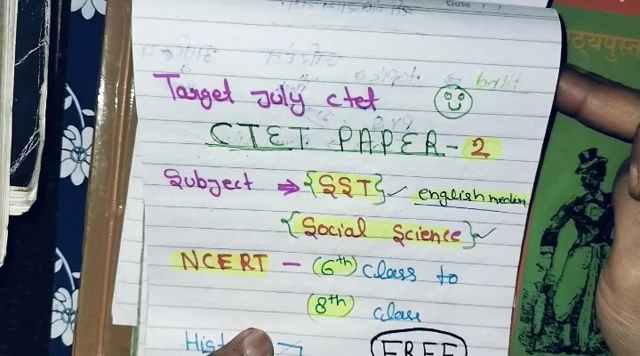 Target July ctet
CTET PAPER-2
Subject ⇒ {SST} ✓ english medium
{Social Science} ✓
NCERT - (6th) class to
(8th) class
Hist
FREE